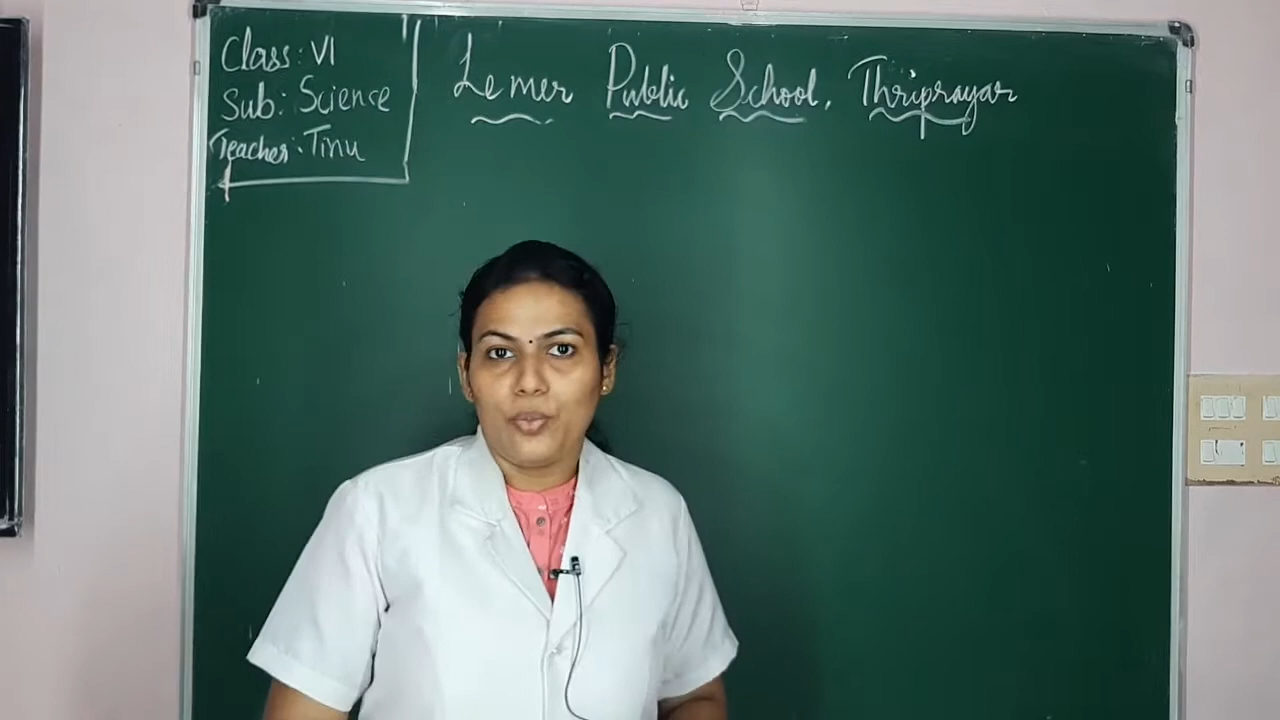 Class: VI
Sub: Science
Teacher: Tinu
Lemer Public School, Thriprayar